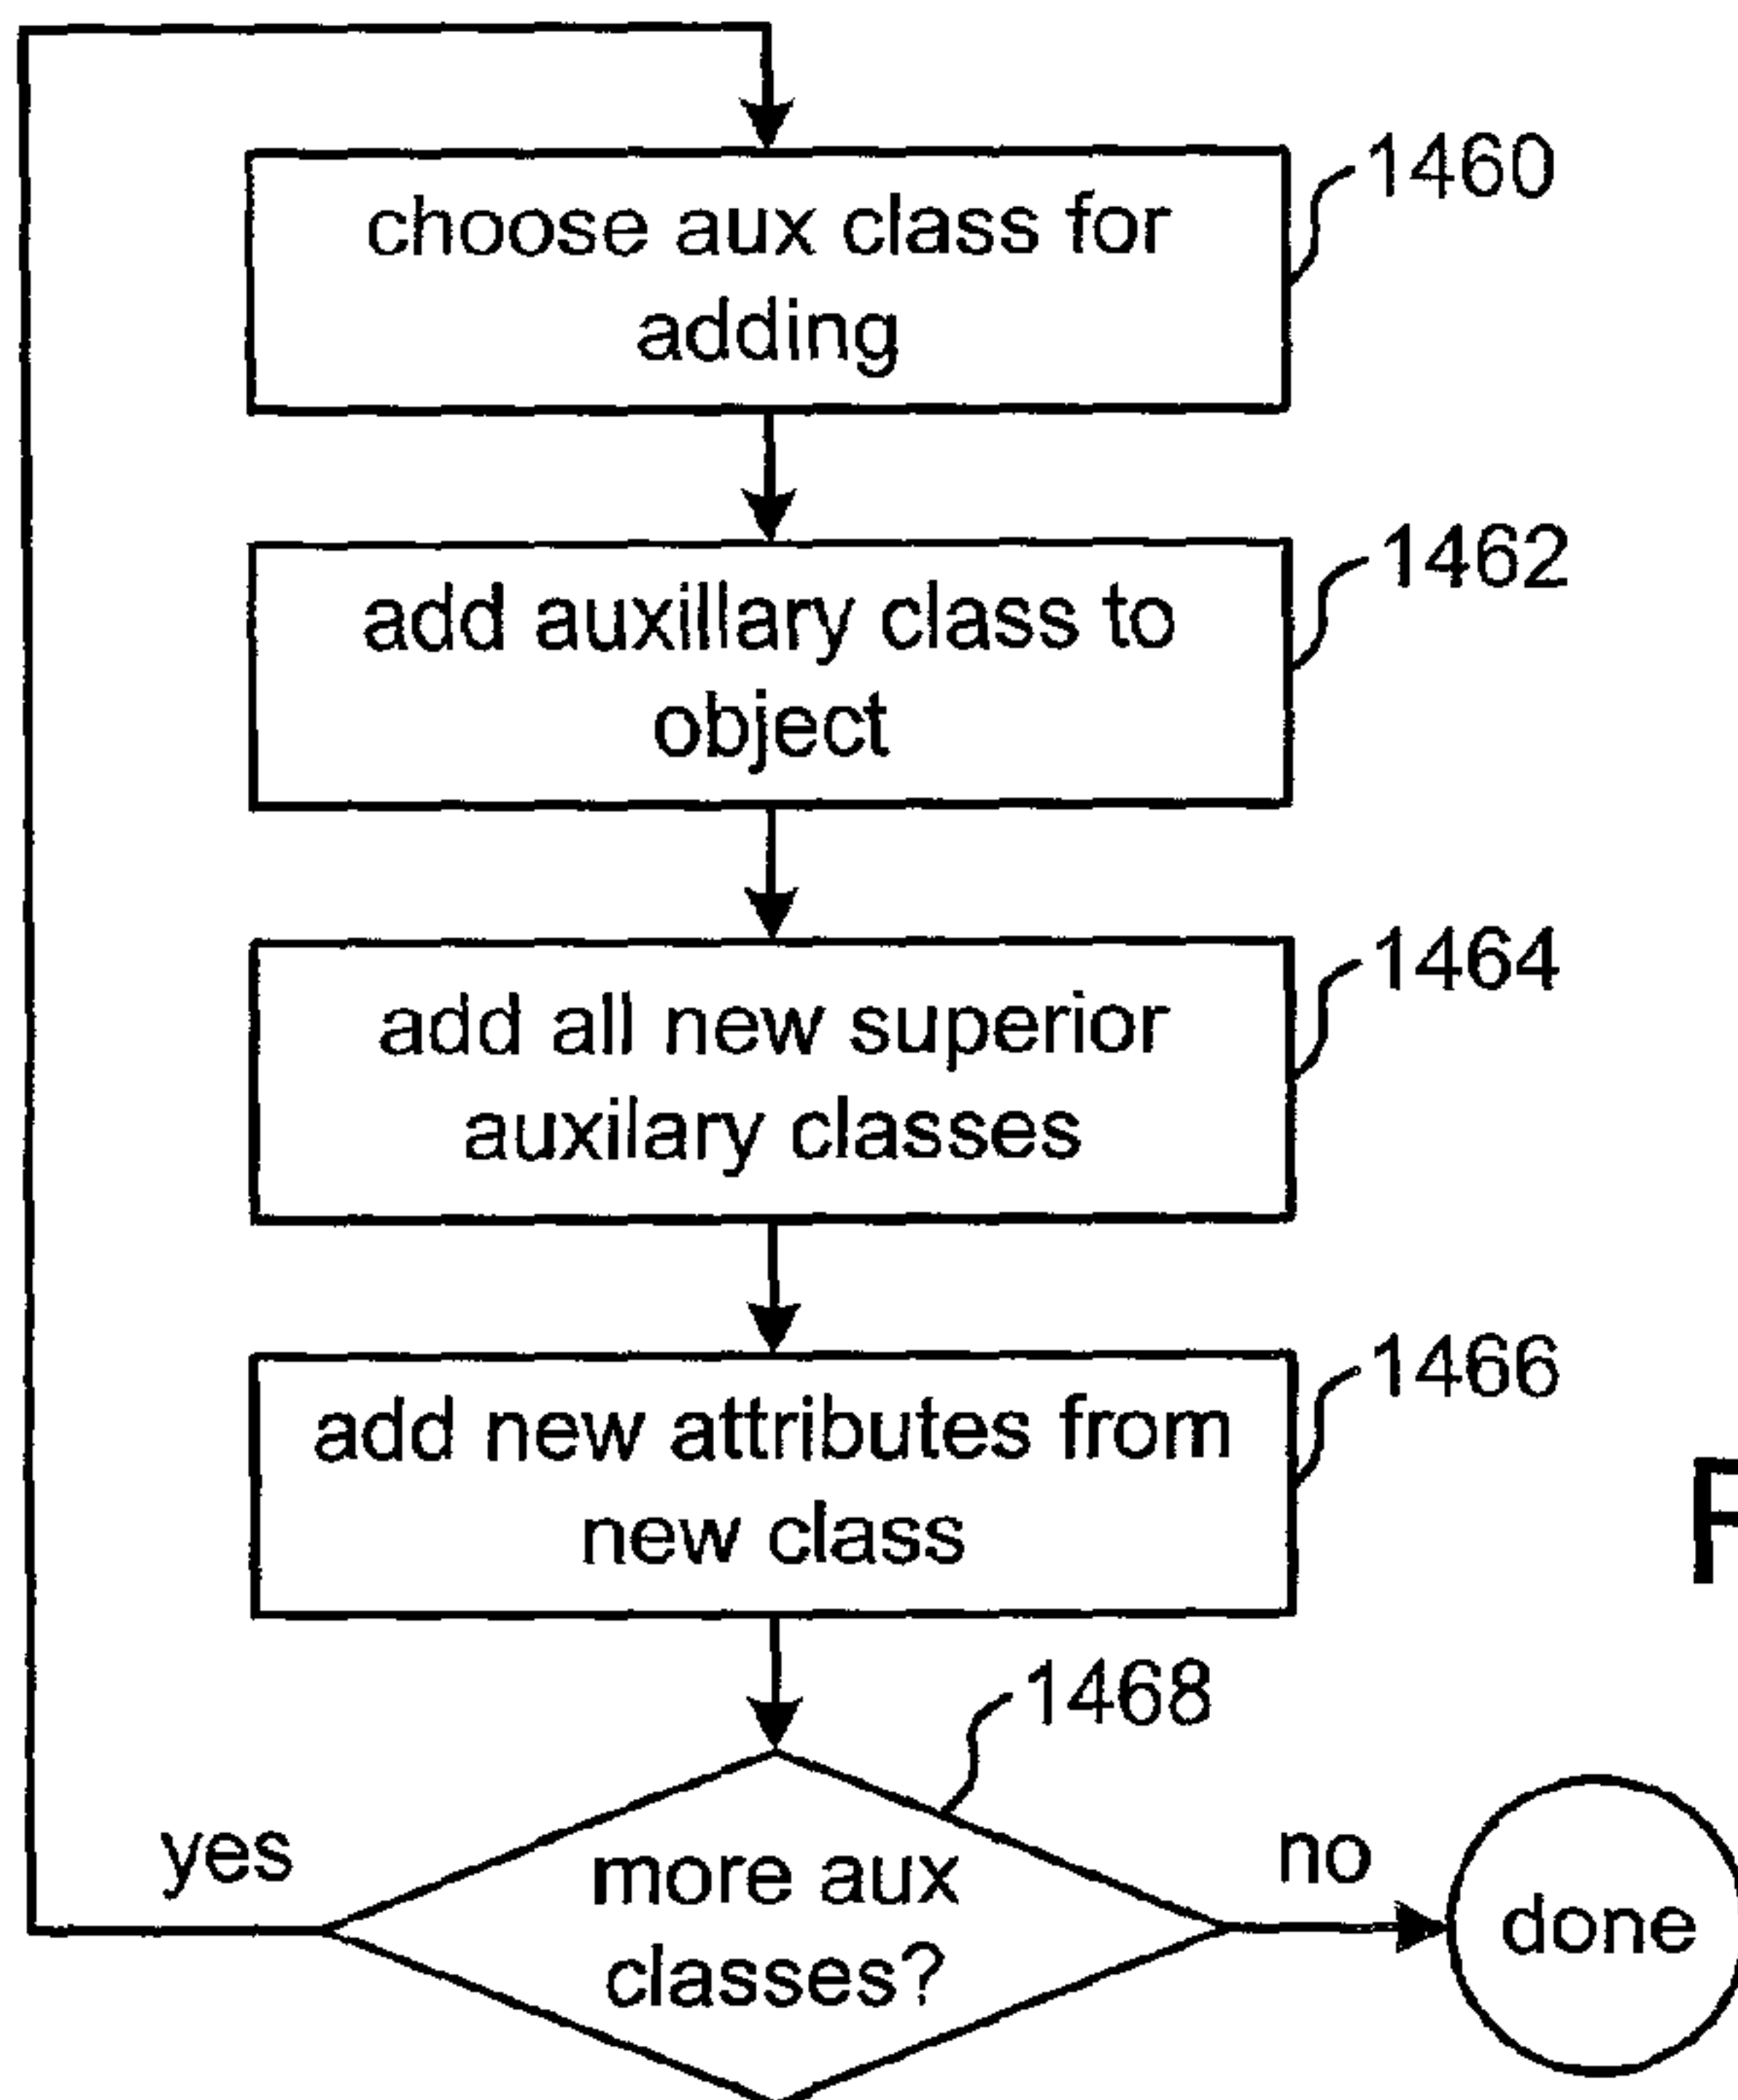 choose aux class for
adding
1460
add auxillary class to
object
1462
add all new superior
auxilary classes
1464
add new attributes from
new class
1466
1468
more aux
classes?
yes
no
done